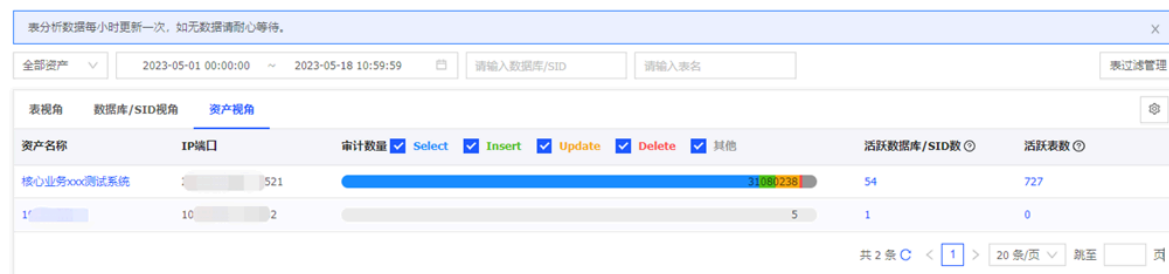 表分析数据每小时更新一次，如无数据请耐心等待。
全部资产 2023-05-01 00:00:00 ~ 2023-05-18 10:59:59 请输入数据库/SID 请输入表名 表过滤管理
表视角 数据库/SID视角 资产视角
资产名称 IP端口 审计数量 Select Insert Update Delete 其他 活跃数据库/SID数 活跃表数
核心业务xxx测试系统 521 31080238 54 727
10 2 5 1 0
共 2 条 1 20 条/页 跳至 页